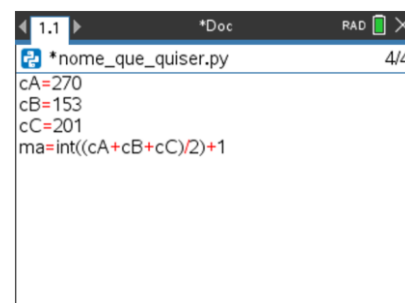 1.1 *Doc RAD
*nome_que_quiser.py 4/4
cA=270
cB=153
cC=201
ma=int((cA+cB+cC)/2)+1